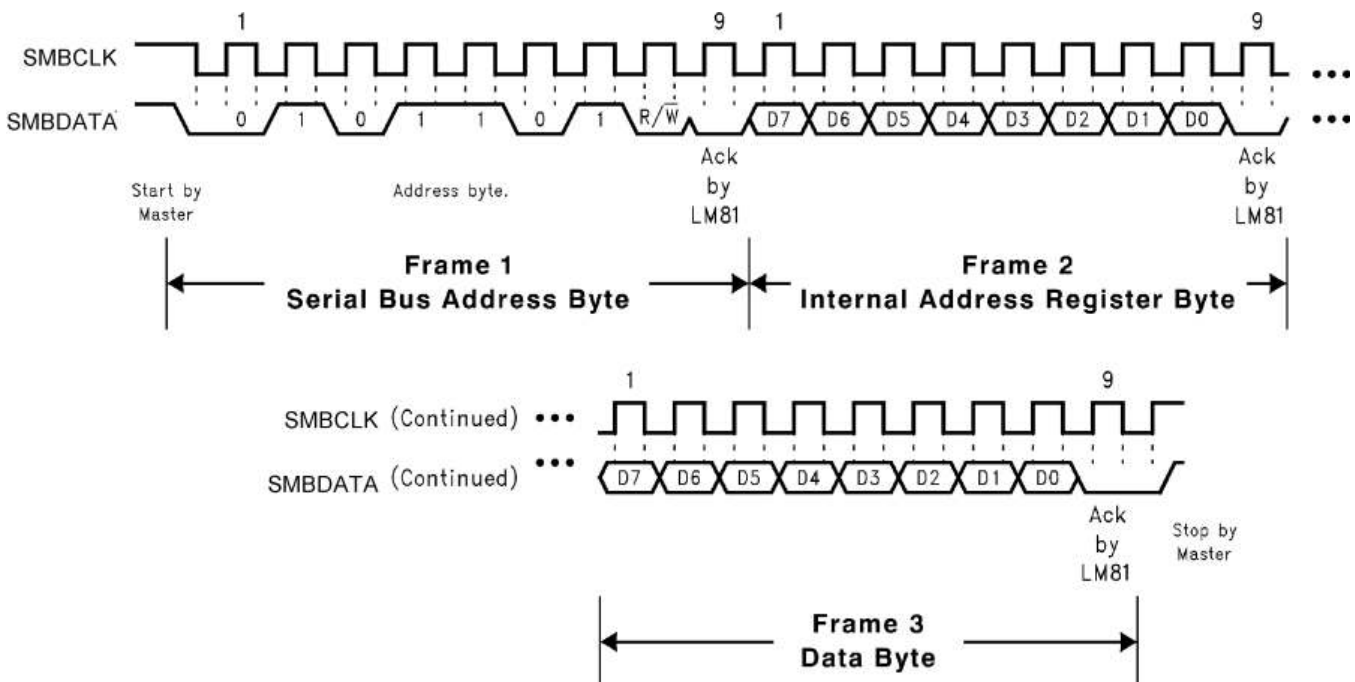 1 9 1 9
SMBCLK
SMBDATA 0 1 0 1 1 0 1 R/W̅ D7 D6 D5 D4 D3 D2 D1 D0
Start by
Master
Address byte.
Ack
by
LM81
Ack
by
LM81
Frame 1
Serial Bus Address Byte
Frame 2
Internal Address Register Byte
1 9
SMBCLK (Continued)
SMBDATA (Continued) D7 D6 D5 D4 D3 D2 D1 D0
Ack
by
LM81
Stop by
Master
Frame 3
Data Byte